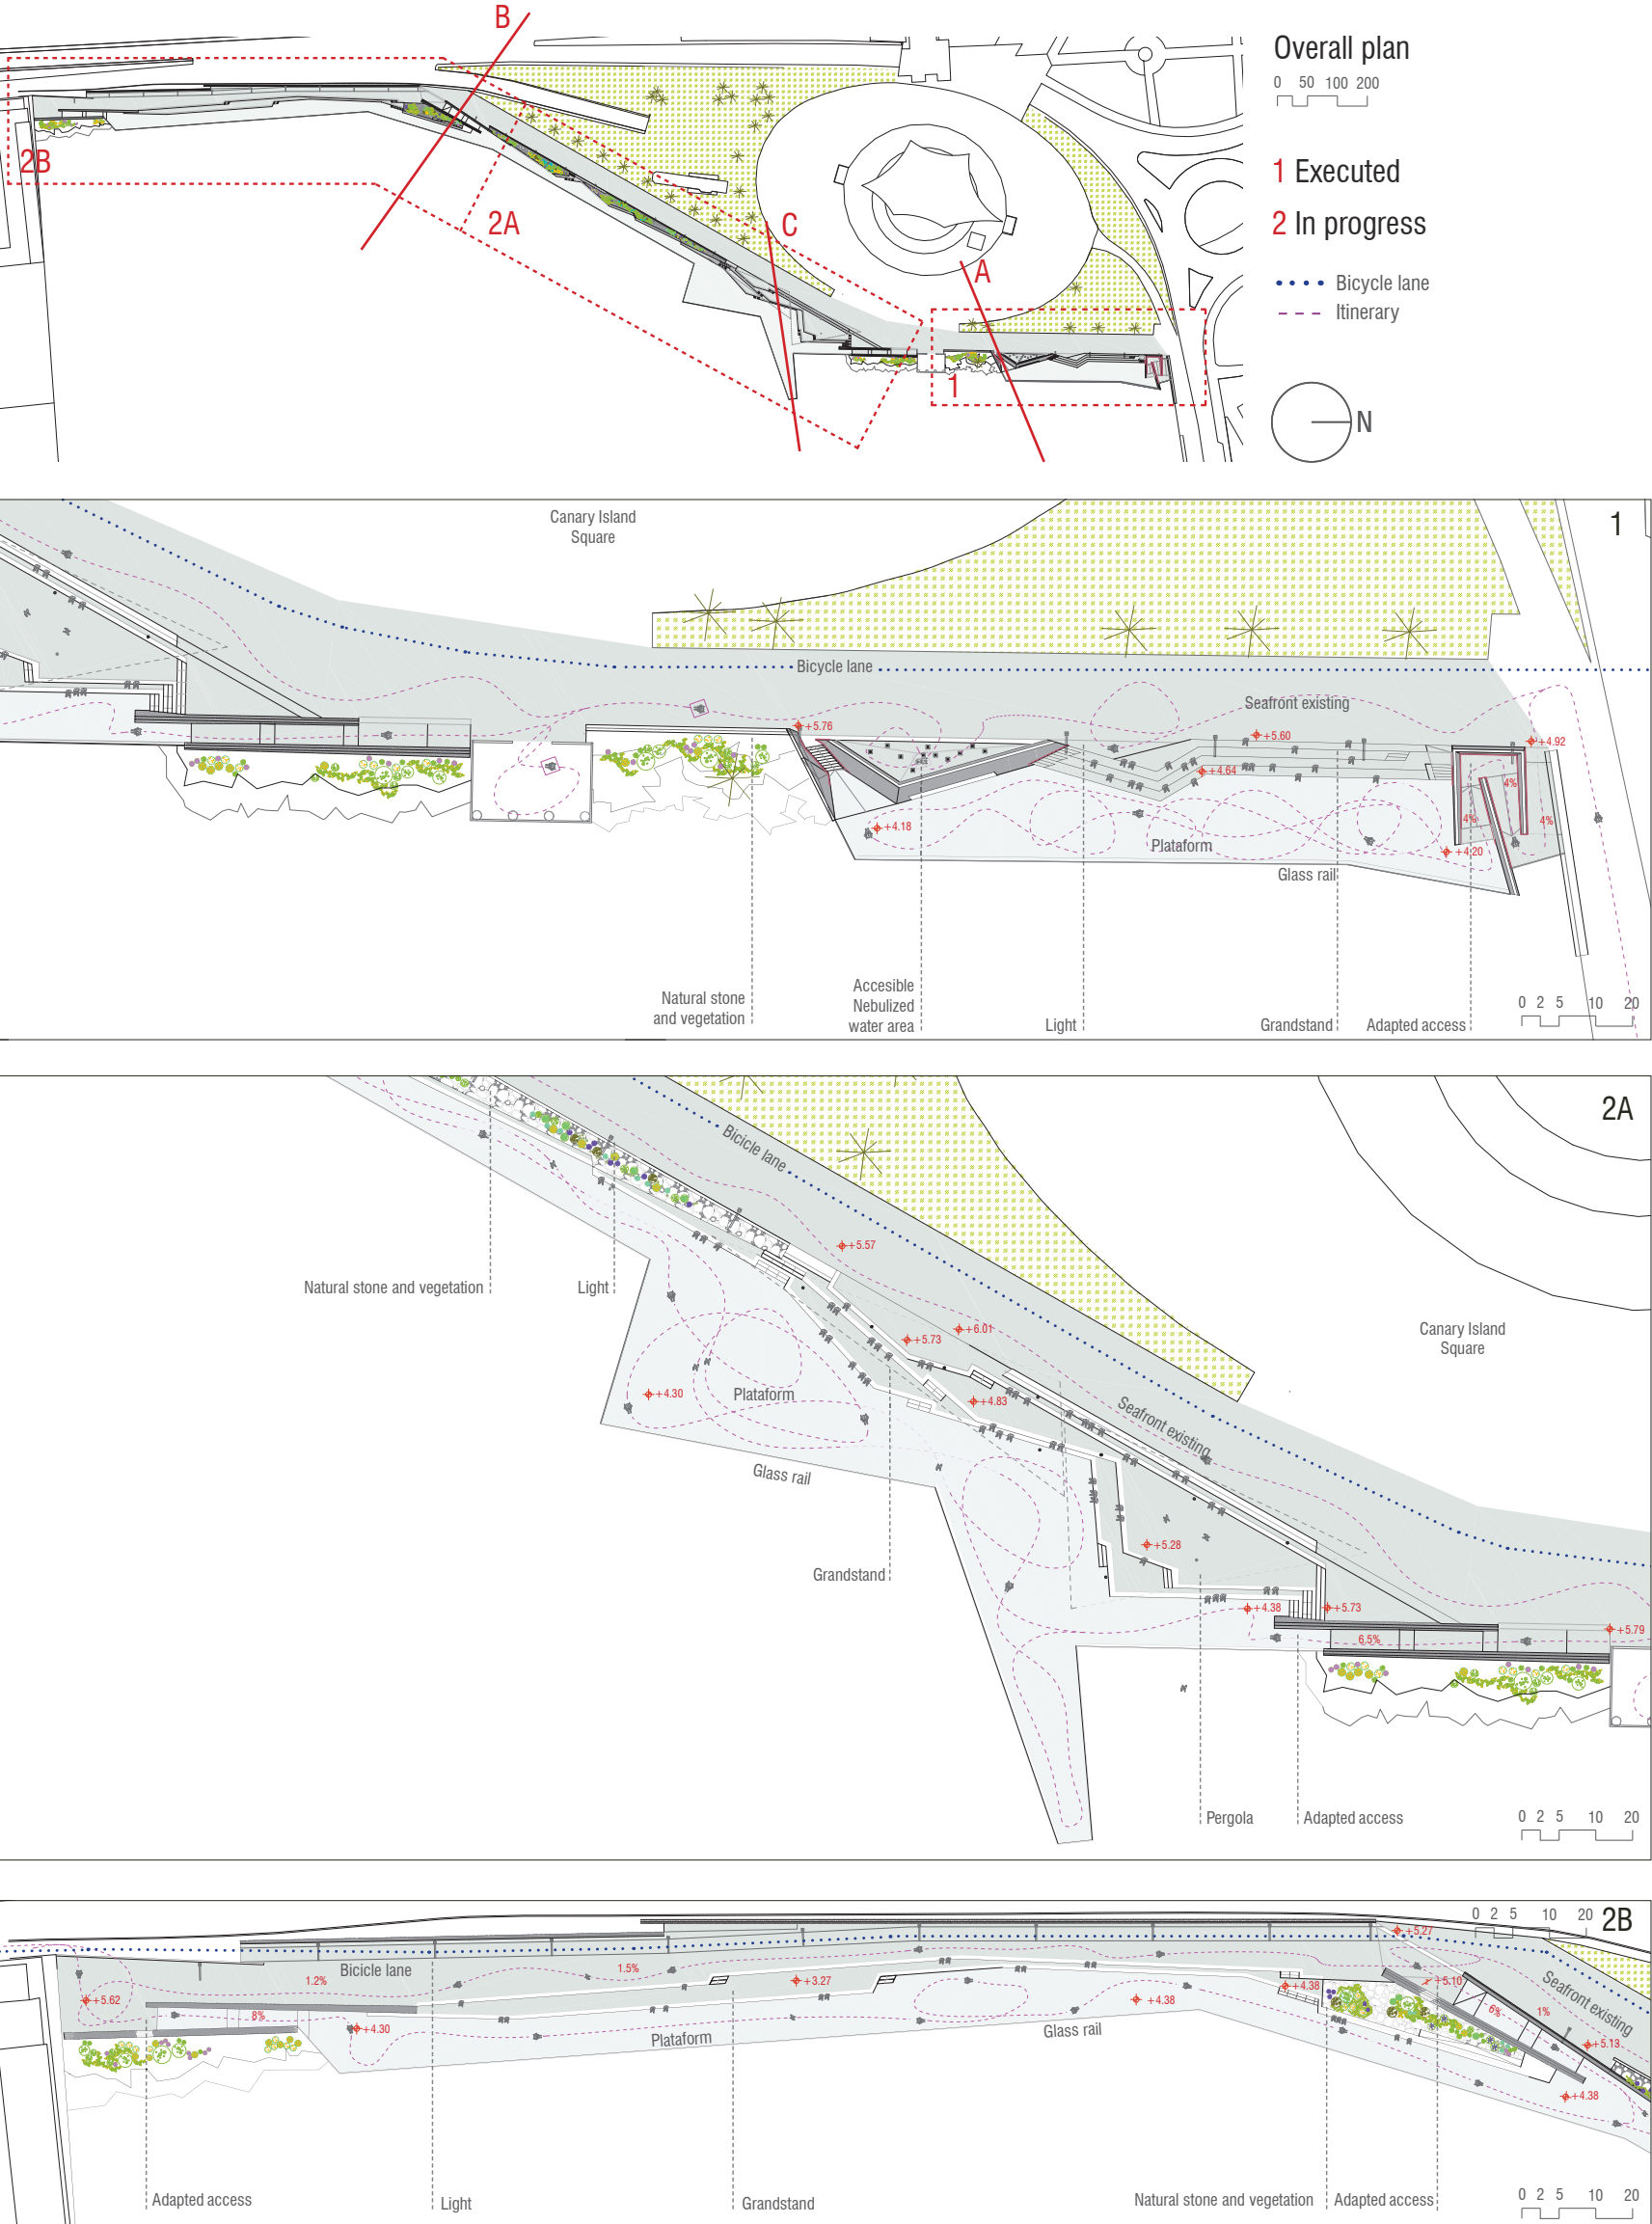 Overall plan
0 50 100 200
1 Executed
2 In progress
Bicycle lane
Itinerary
N
B
2B
2A
C
A
1
1
Canary Island
Square
Bicycle lane
Seafront existing
+5.76
+5.60
+4.92
+4.64
4%
4%
4%
+4.18
+4.20
Plataform
Glass rail
Natural stone
and vegetation
Accesible
Nebulized
water area
Light
Grandstand
Adapted access
0 2 5 10 20
2A
Bicicle lane
Natural stone and vegetation
Light
+5.57
+6.01
+5.73
+4.30
Plataform
+4.83
Canary Island
Square
Seafront existing
Glass rail
Grandstand
+5.28
+4.38
+5.73
6.5%
+5.79
Pergola
Adapted access
0 2 5 10 20
0 2 5 10 20
2B
+5.27
Bicicle lane
1.2%
1.5%
+3.27
+4.38
+4.38
+5.10
Seafront existing
+5.62
8%
+4.30
Plataform
Glass rail
6%
1%
+5.13
+4.38
Adapted access
Light
Grandstand
Natural stone and vegetation
Adapted access
0 2 5 10 20